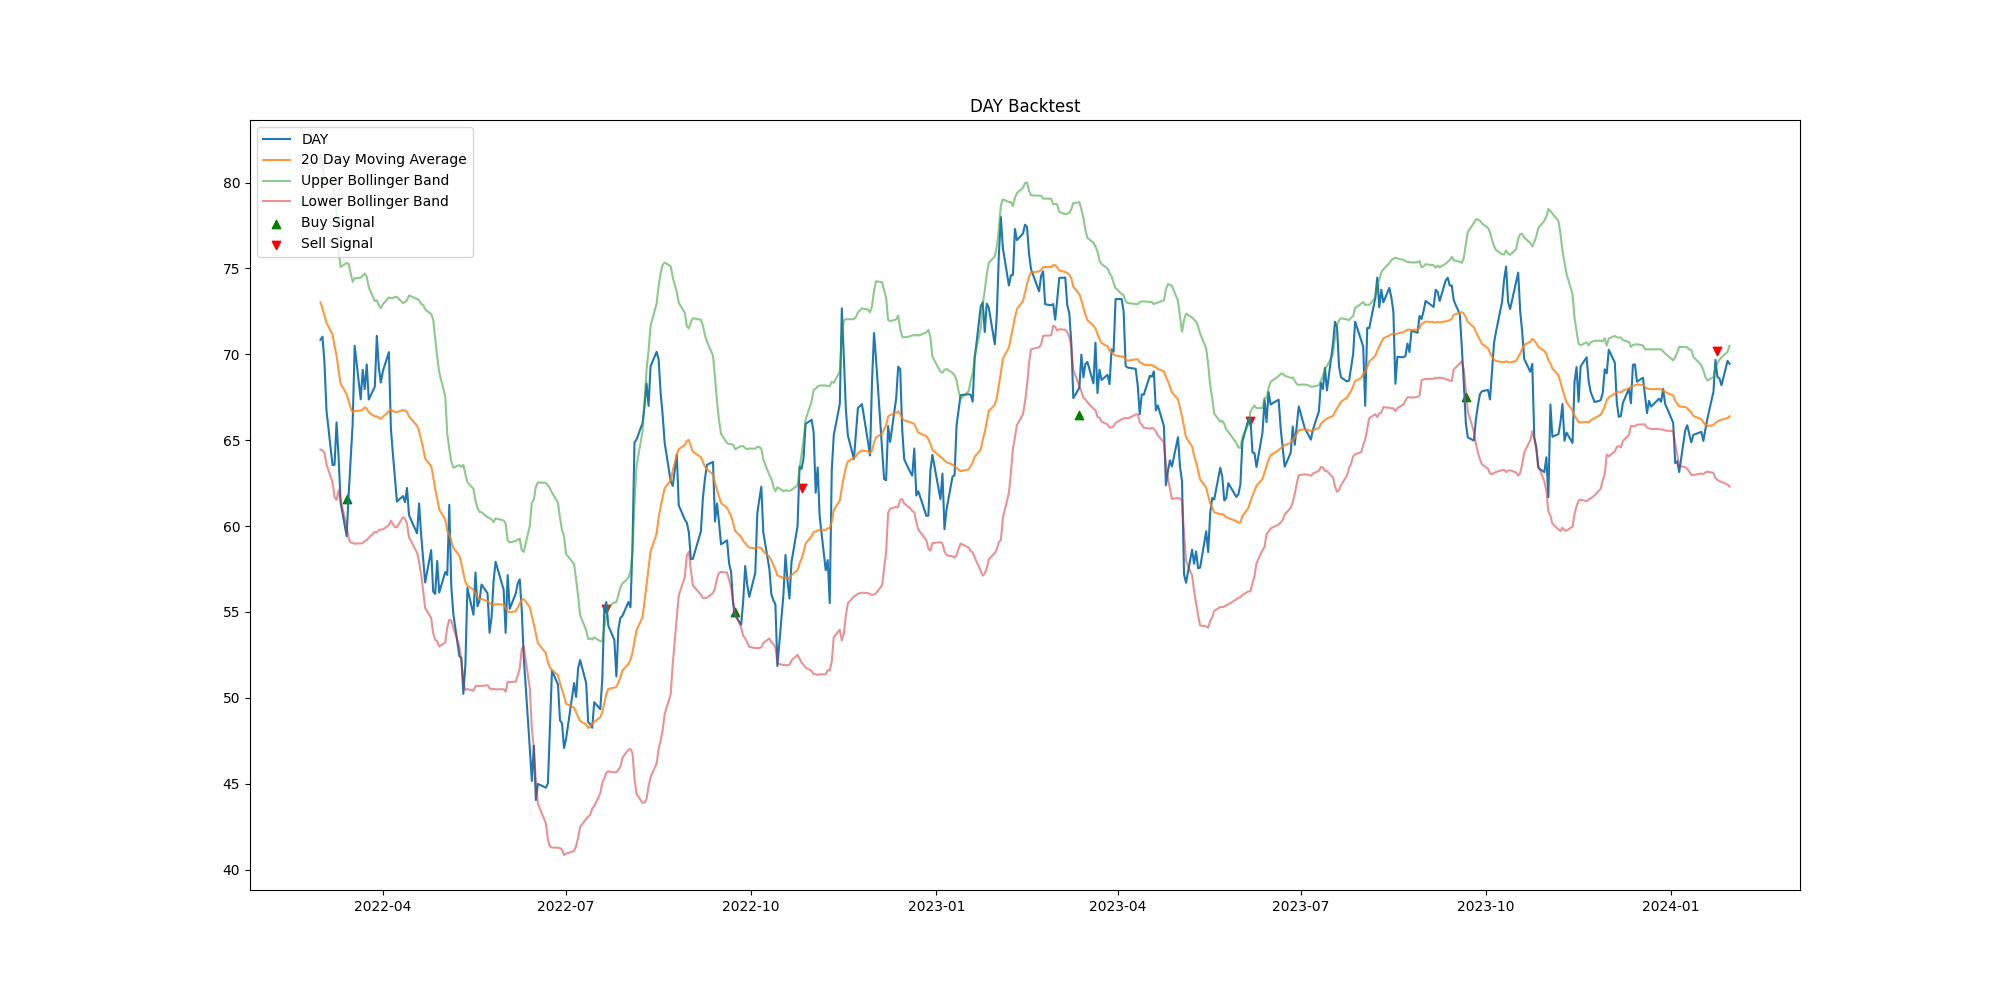 DAY Backtest
DAY
20 Day Moving Average
Upper Bollinger Band
Lower Bollinger Band
Buy Signal
Sell Signal
80
75
70
65
60
55
50
45
40
2022-04
2022-07
2022-10
2023-01
2023-04
2023-07
2023-10
2024-01